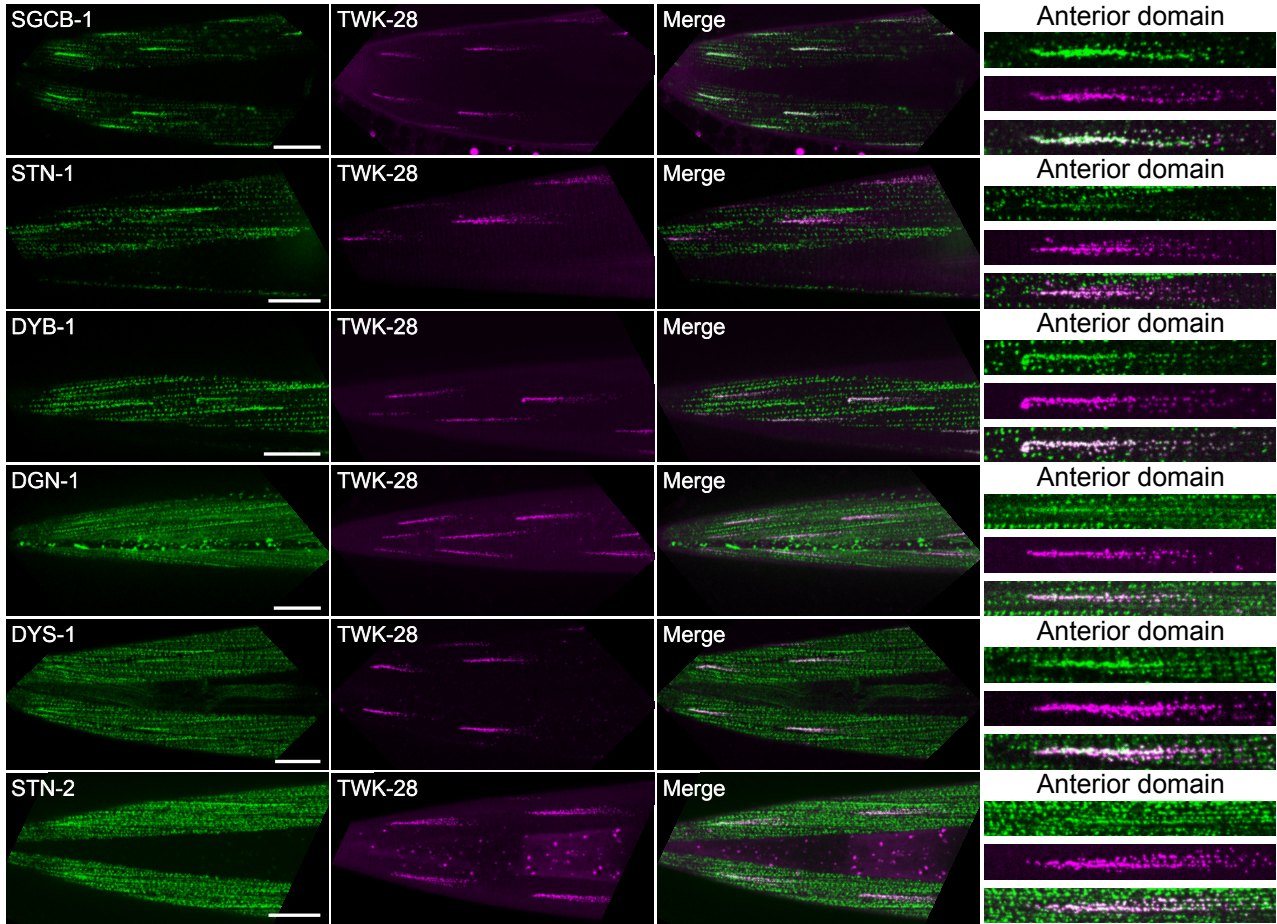 SGCB-1 TWK-28 Merge Anterior domain
STN-1 TWK-28 Merge Anterior domain
DYB-1 TWK-28 Merge Anterior domain
DGN-1 TWK-28 Merge Anterior domain
DYS-1 TWK-28 Merge Anterior domain
STN-2 TWK-28 Merge Anterior domain